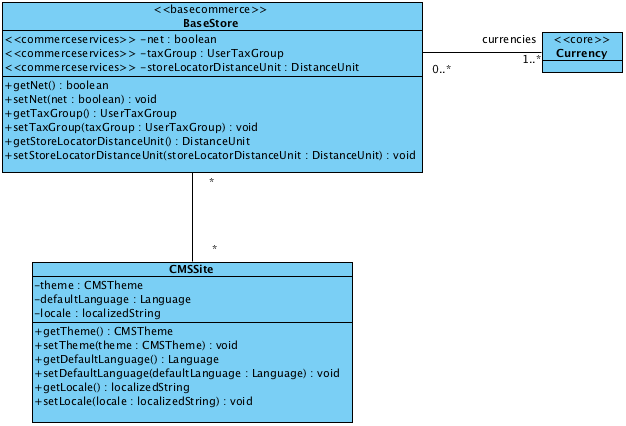 <<basecommerce>>
BaseStore
<<commerceservices>> -net : boolean
<<commerceservices>> -taxGroup : UserTaxGroup
<<commerceservices>> -storeLocatorDistanceUnit : DistanceUnit
+getNet() : boolean
+setNet(net : boolean) : void
+getTaxGroup() : UserTaxGroup
+setTaxGroup(taxGroup : UserTaxGroup) : void
+getStoreLocatorDistanceUnit() : DistanceUnit
+setStoreLocatorDistanceUnit(storeLocatorDistanceUnit : DistanceUnit) : void
currencies
0..*
1..*
<<core>>
Currency
*
*
CMSSite
-theme : CMSTheme
-defaultLanguage : Language
-locale : localizedString
+getTheme() : CMSTheme
+setTheme(theme : CMSTheme) : void
+getDefaultLanguage() : Language
+setDefaultLanguage(defaultLanguage : Language) : void
+getLocale() : localizedString
+setLocale(locale : localizedString) : void